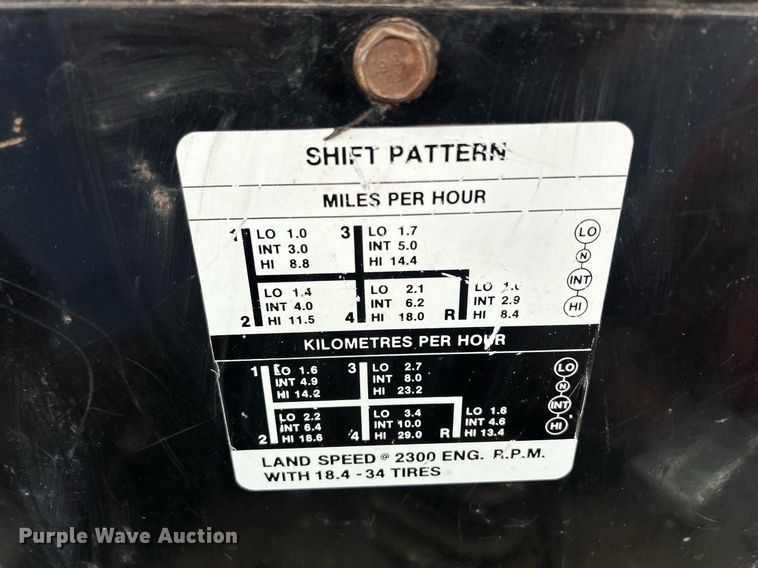 SHIFT PATTERN
MILES PER HOUR
1 LO 1.0 3 LO 1.7 LO
INT 3.0 INT 5.0 N
HI 8.8 HI 14.4 INT
LO 1.4 LO 2.1 LO
INT 4.0 INT 6.2 INT 2.9 HI
2 HI 11.5 4 HI 18.0 R HI 8.4
KILOMETRES PER HOUR
1 LO 1.6 3 LO 2.7 LO
INT 4.9 INT 8.0 N
HI 14.2 HI 23.2 INT
LO 2.2 LO 3.4 LO 1.6
INT 6.4 INT 10.0 INT 4.6 HI
2 HI 18.6 4 HI 29.0 R HI 13.4
LAND SPEED @ 2300 ENG. R.P.M.
WITH 18.4 - 34 TIRES
Purple Wave Auction